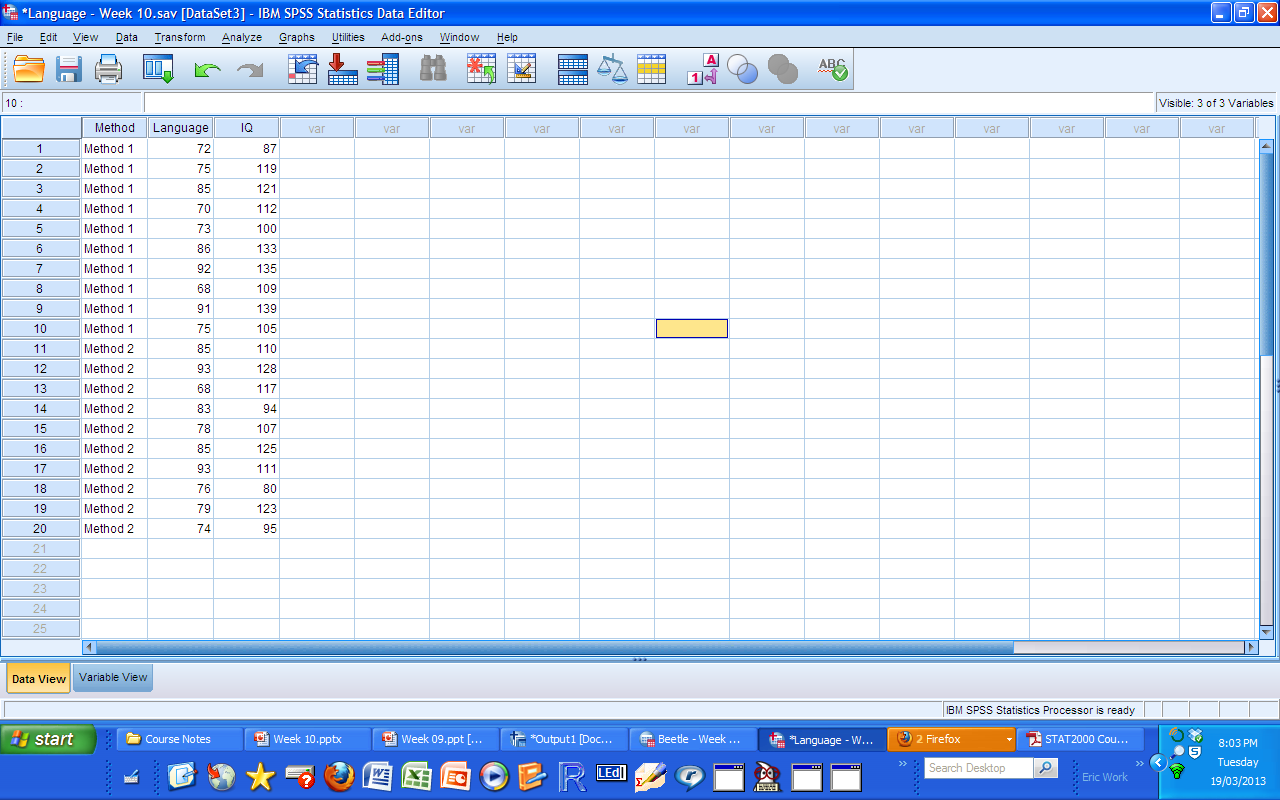 *Language - Week 10.sav [DataSet3] - IBM SPSS Statistics Data Editor
File Edit View Data Transform Analyze Graphs Utilities Add-ons Window Help
1 A ABC
10 : Visible: 3 of 3 Variables
Method Language IQ var var var var var var var var var var var var var
1 Method 1 72 87
2 Method 1 75 119
3 Method 1 85 121
4 Method 1 70 112
5 Method 1 73 100
6 Method 1 86 133
7 Method 1 92 135
8 Method 1 68 109
9 Method 1 91 139
10 Method 1 75 105
11 Method 2 85 110
12 Method 2 93 128
13 Method 2 68 117
14 Method 2 83 94
15 Method 2 78 107
16 Method 2 85 125
17 Method 2 93 111
18 Method 2 76 80
19 Method 2 79 123
20 Method 2 74 95
21
22
23
24
25
Data View Variable View
IBM SPSS Statistics Processor is ready
start Course Notes Week 10.pptx Week 09.ppt [... *Output1 [Doc... Beetle - Week ... *Language - W... 2 Firefox STAT2000 Cou... 8:03 PM
Tuesday
LEdI Search Desktop Eric Work 19/03/2013